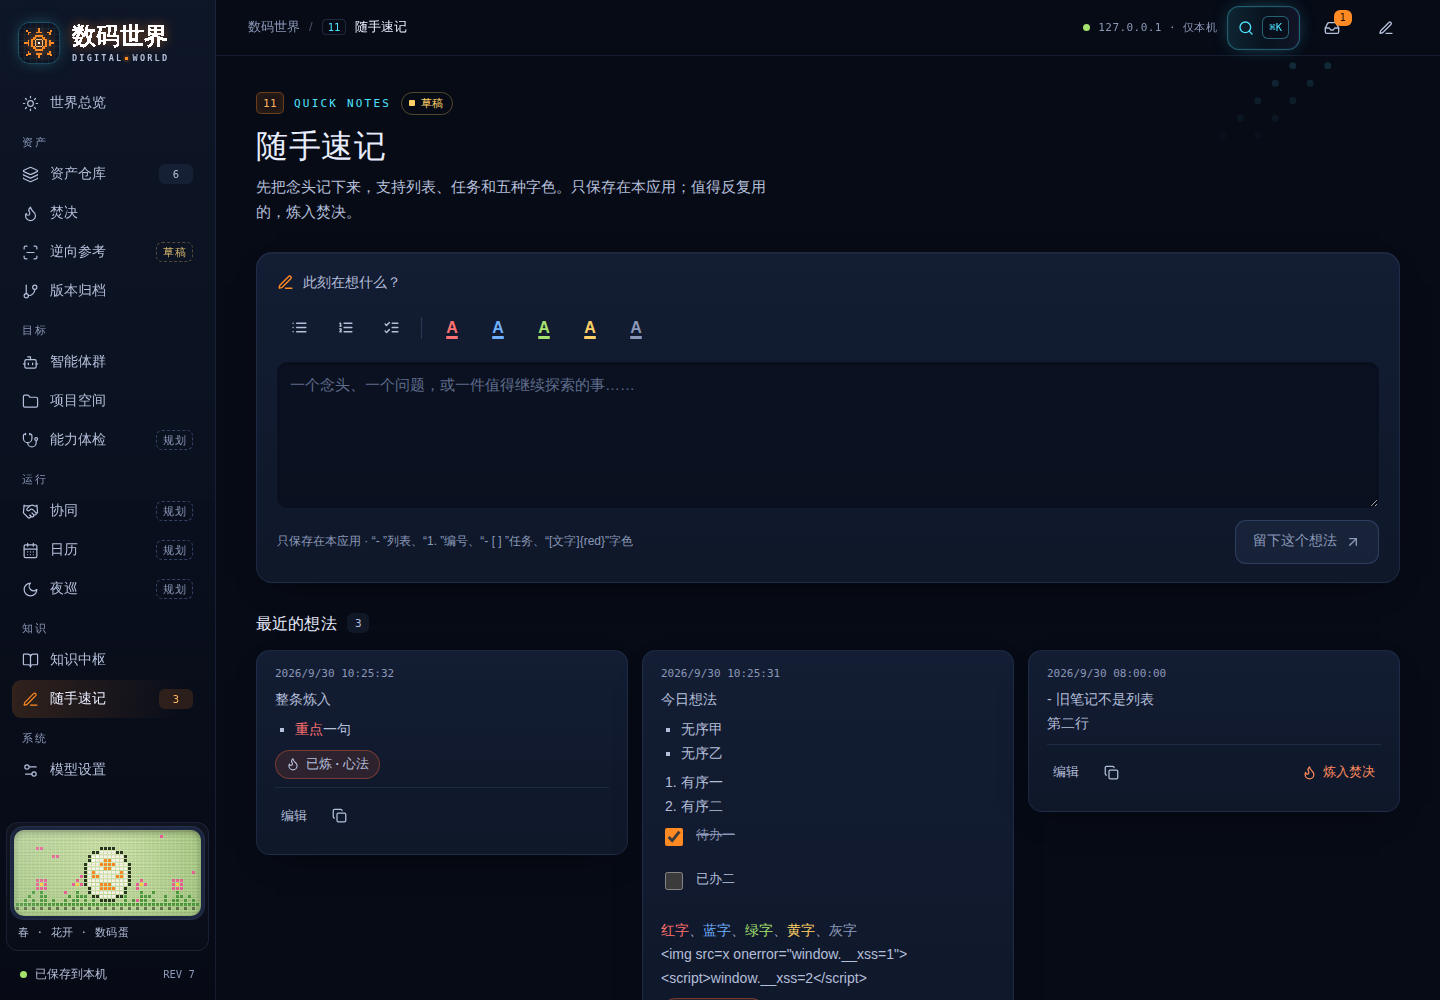 数码世界
DIGITAL WORLD
世界总览
资产
资产仓库 6
焚决
逆向参考 草稿
版本归档
目标
智能体群
项目空间
能力体检 规划
运行
协同 规划
日历 规划
夜巡 规划
知识
知识中枢
随手速记 3
系统
模型设置
春 · 花开 · 数码蛋
已保存到本机 REV 7
数码世界 / 11 随手速记
127.0.0.1 · 仅本机
⌘K
1
11 QUICK NOTES 草稿
随手速记
先把念头记下来，支持列表、任务和五种字色。只保存在本应用；值得反复用
的，炼入焚决。
此刻在想什么？
A A A A A
一个念头、一个问题，或一件值得继续探索的事……
只保存在本应用 · “- ”列表、“1. ”编号、“- [ ] ”任务、“[文字]{red}”字色
留下这个想法
最近的想法 3
2026/9/30 10:25:32
整条炼入
重点一句
已炼 · 心法
编辑
2026/9/30 10:25:31
今日想法
无序甲
无序乙
1. 有序一
2. 有序二
待办一
已办二
红字、蓝字、绿字、黄字、灰字
<img src=x onerror="window.__xss=1">
<script>window.__xss=2</script>
2026/9/30 08:00:00
- 旧笔记不是列表
第二行
编辑
炼入焚决